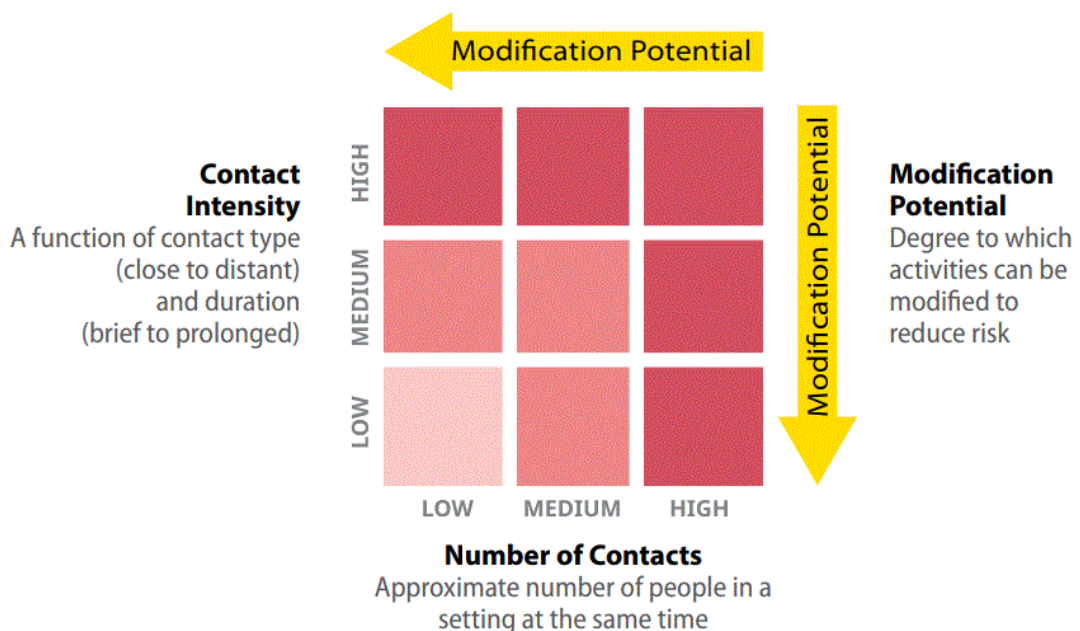 Modification Potential
Contact
Intensity
A function of contact type
(close to distant)
and duration
(brief to prolonged)
HIGH
MEDIUM
LOW
Modification Potential
Modification
Potential
Degree to which
activities can be
modified to
reduce risk
LOW MEDIUM HIGH
Number of Contacts
Approximate number of people in a
setting at the same time